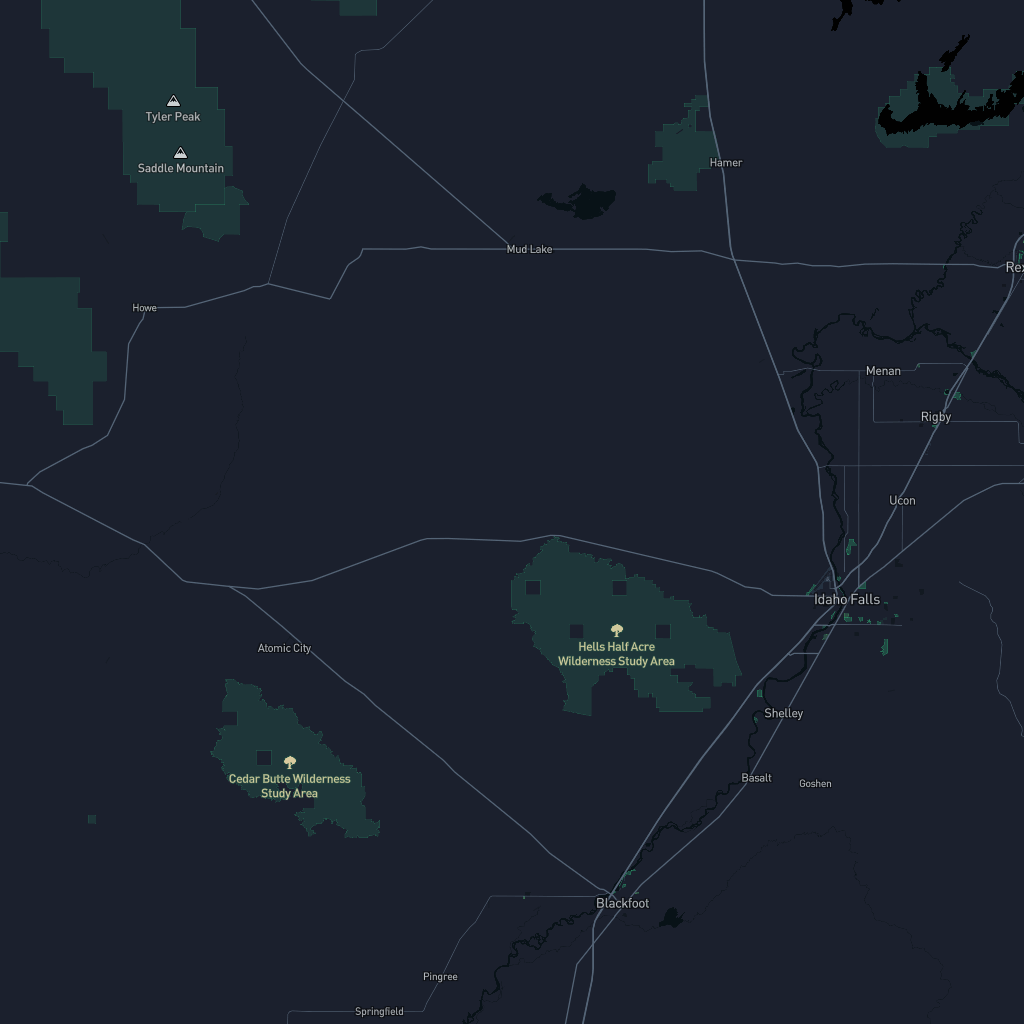 Tyler Peak
Saddle Mountain
Hamer
Mud Lake
Rex
Howe
Menan
Rigby
Ucon
Idaho Falls
Atomic City
Hells Half Acre
Wilderness Study Area
Shelley
Cedar Butte Wilderness
Study Area
Basalt
Goshen
Blackfoot
Pingree
Springfield